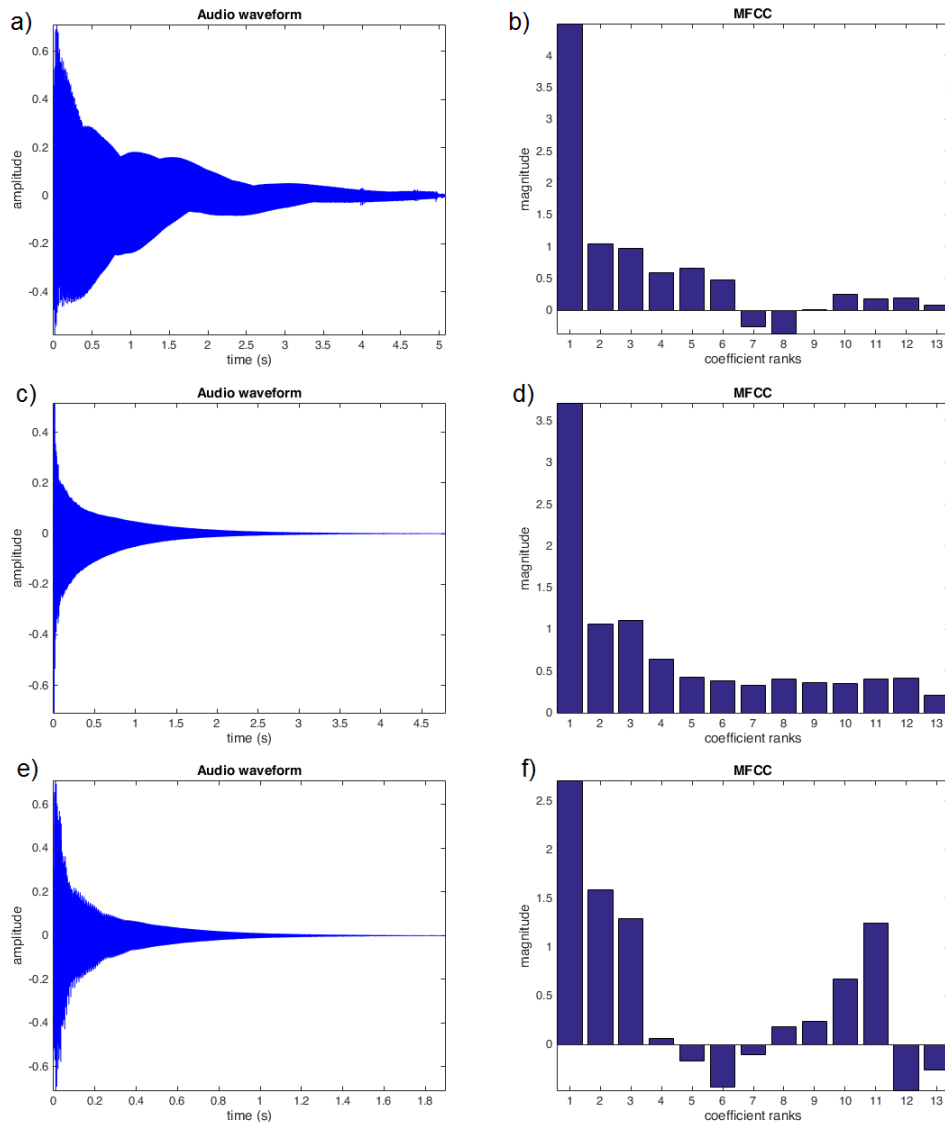 a)
Audio waveform
0.6
0.4
0.2
0
-0.2
-0.4
amplitude
0 0.5 1 1.5 2 2.5 3 3.5 4 4.5 5
time (s)
b)
MFCC
4
3.5
3
2.5
2
1.5
1
0.5
0
magnitude
1 2 3 4 5 6 7 8 9 10 11 12 13
coefficient ranks
c)
Audio waveform
0.4
0.2
0
-0.2
-0.4
-0.6
amplitude
0 0.5 1 1.5 2 2.5 3 3.5 4 4.5
time (s)
d)
MFCC
3.5
3
2.5
2
1.5
1
0.5
0
magnitude
1 2 3 4 5 6 7 8 9 10 11 12 13
coefficient ranks
e)
Audio waveform
0.6
0.4
0.2
0
-0.2
-0.4
-0.6
amplitude
0 0.2 0.4 0.6 0.8 1 1.2 1.4 1.6 1.8
time (s)
f)
MFCC
2.5
2
1.5
1
0.5
0
magnitude
1 2 3 4 5 6 7 8 9 10 11 12 13
coefficient ranks